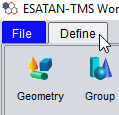 ESATAN-TMS Wor
File Define
Geometry Group